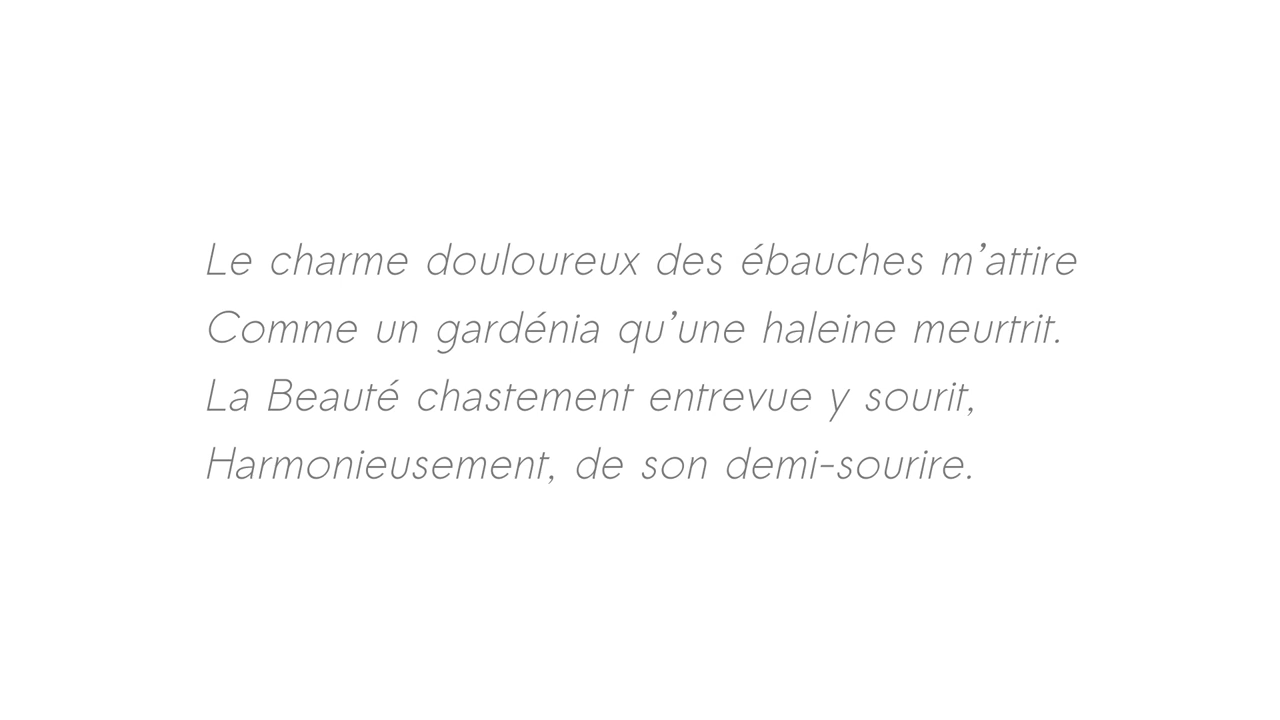 Le charme douloureux des ébauches m’attire
Comme un gardénia qu’une haleine meurtrit.
La Beauté chastement entrevue y sourit,
Harmonieusement, de son demi-sourire.